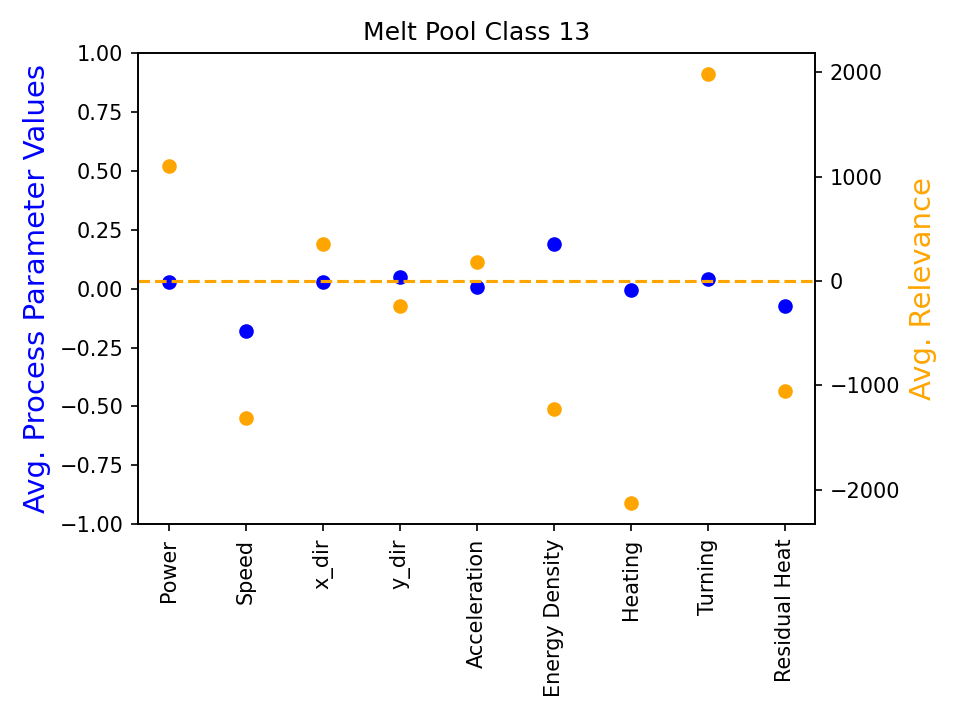 Melt Pool Class 13
Avg. Process Parameter Values
1.00
0.75
0.50
0.25
0.00
−0.25
−0.50
−0.75
−1.00
2000
1000
0
−1000
−2000
Avg. Relevance
Power
Speed
x_dir
y_dir
Acceleration
Energy Density
Heating
Turning
Residual Heat